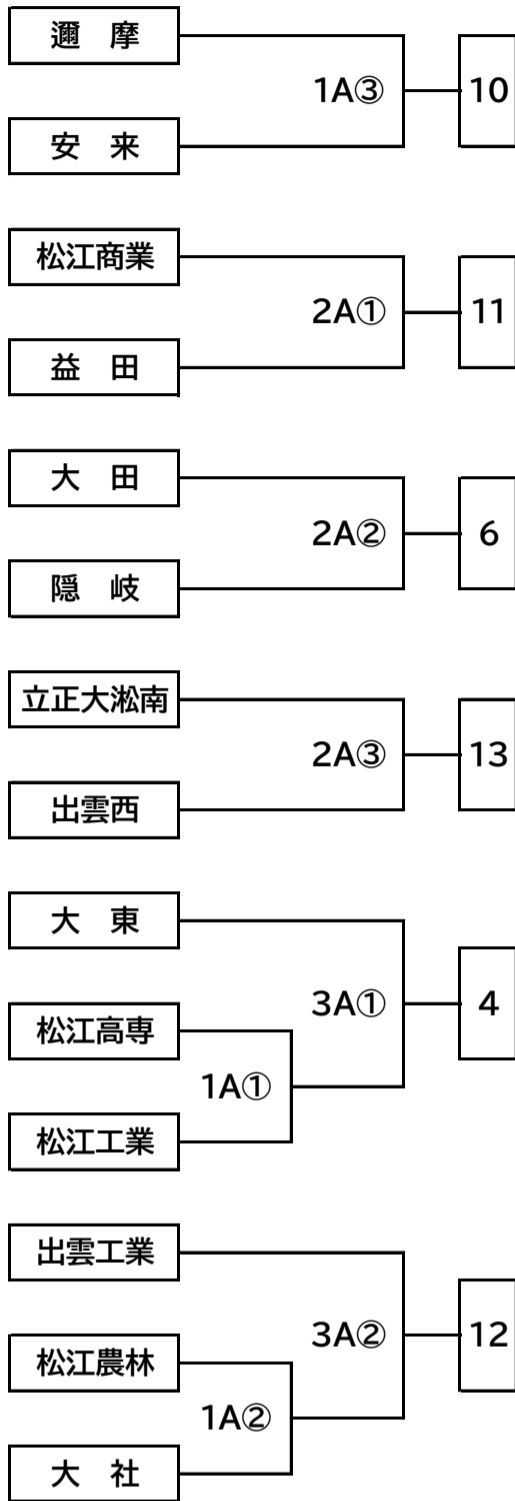 邇　摩
1A③
10
安　来
松江商業
2A①
11
益　田
大　田
2A②
6
隠　岐
立正大淞南
2A③
13
出雲西
大　東
3A①
4
松江高専
1A①
松江工業
出雲工業
3A②
12
松江農林
1A②
大　社